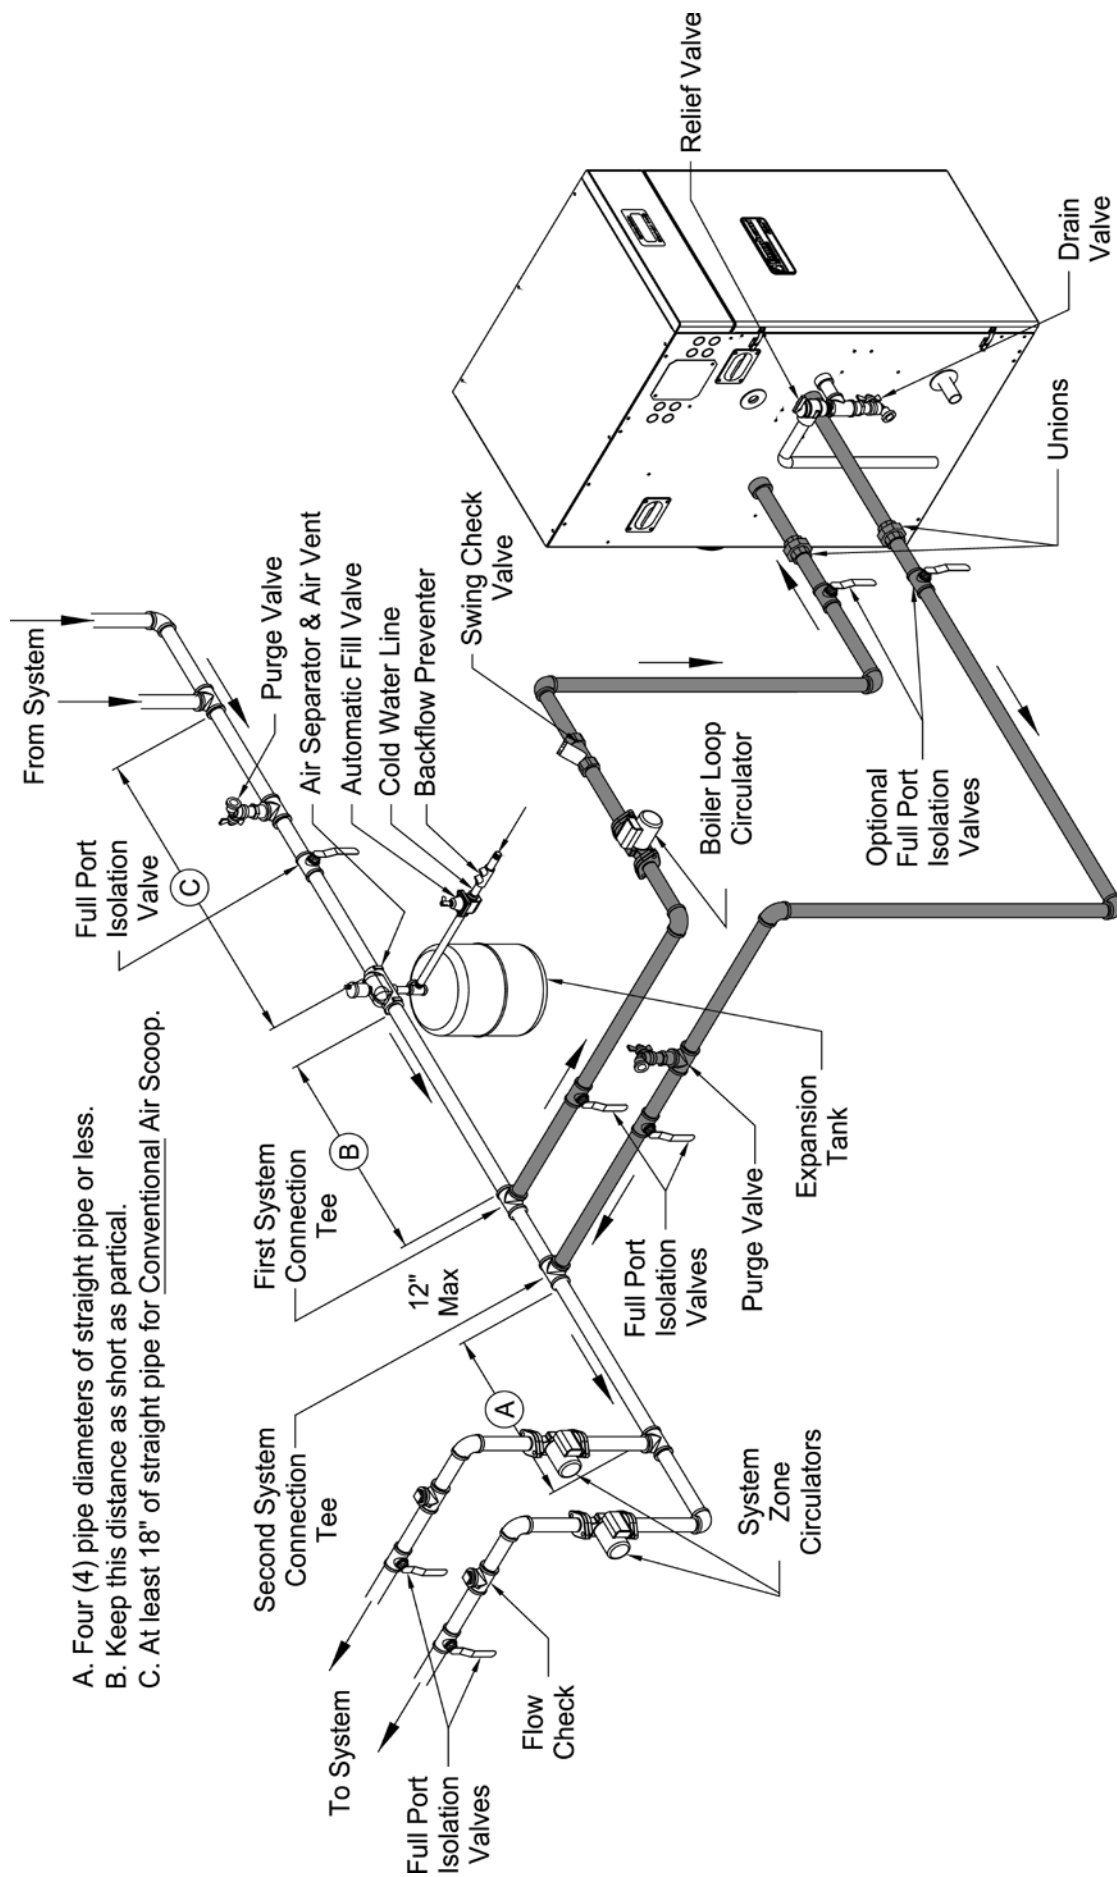 A. Four (4) pipe diameters of straight pipe or less.
B. Keep this distance as short as partical.
C. At least 18" of straight pipe for Conventional Air Scoop.
From System
Full Port
Isolation
Valve
C
Purge Valve
Air Separator & Air Vent
Automatic Fill Valve
Cold Water Line
Backflow Preventer
Swing Check
Valve
Relief Valve
First System
Connection
Tee
B
12"
Max
Second System
Connection
Tee
A
To System
Full Port
Isolation
Valves
Flow
Check
System
Zone
Circulators
Full Port
Isolation
Valves
Purge Valve
Expansion
Tank
Boiler Loop
Circulator
Optional
Full Port
Isolation
Valves
Unions
Drain
Valve